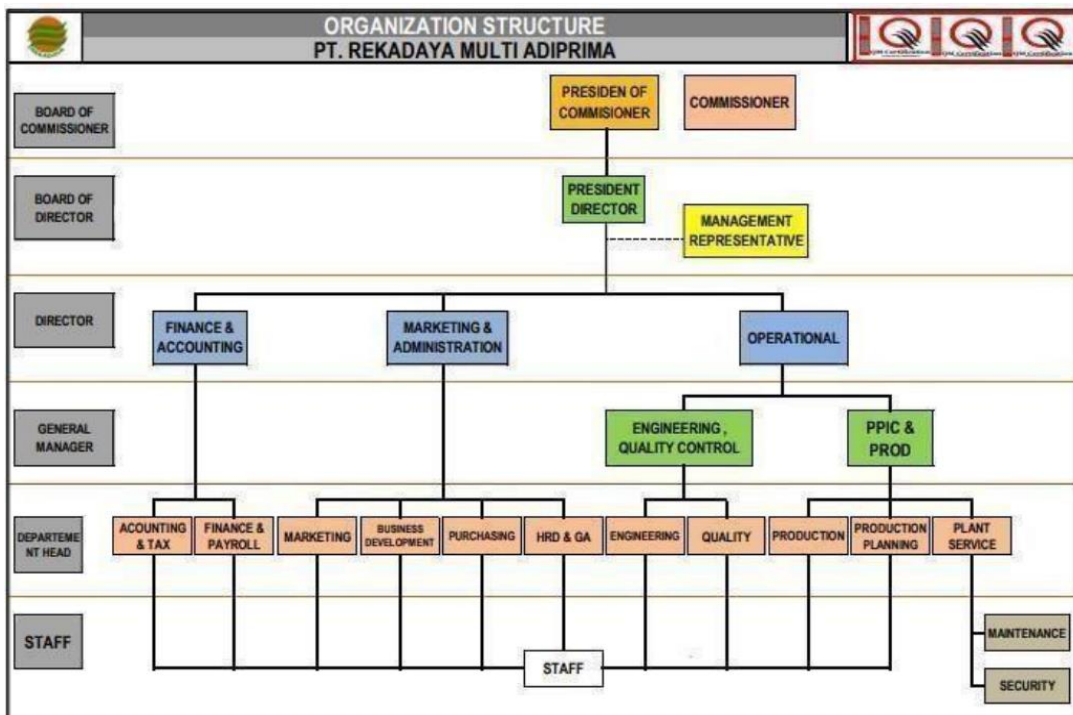 ORGANIZATION STRUCTURE
PT. REKADAYA MULTI ADIPRIMA
BOARD OF
COMMISSIONER
PRESIDEN OF
COMMISIONER
COMMISSIONER
BOARD OF
DIRECTOR
PRESIDENT
DIRECTOR
MANAGEMENT
REPRESENTATIVE
DIRECTOR
FINANCE &
ACCOUNTING
MARKETING &
ADMINISTRATION
OPERATIONAL
GENERAL
MANAGER
ENGINEERING ,
QUALITY CONTROL
PPIC &
PROD
DEPARTEME
NT HEAD
ACOUNTING
& TAX
FINANCE &
PAYROLL
MARKETING
BUSINESS
DEVELOPMENT
PURCHASING
HRD & GA
ENGINEERING
QUALITY
PRODUCTION
PRODUCTION
PLANNING
PLANT
SERVICE
STAFF
STAFF
MAINTENANCE
SECURITY